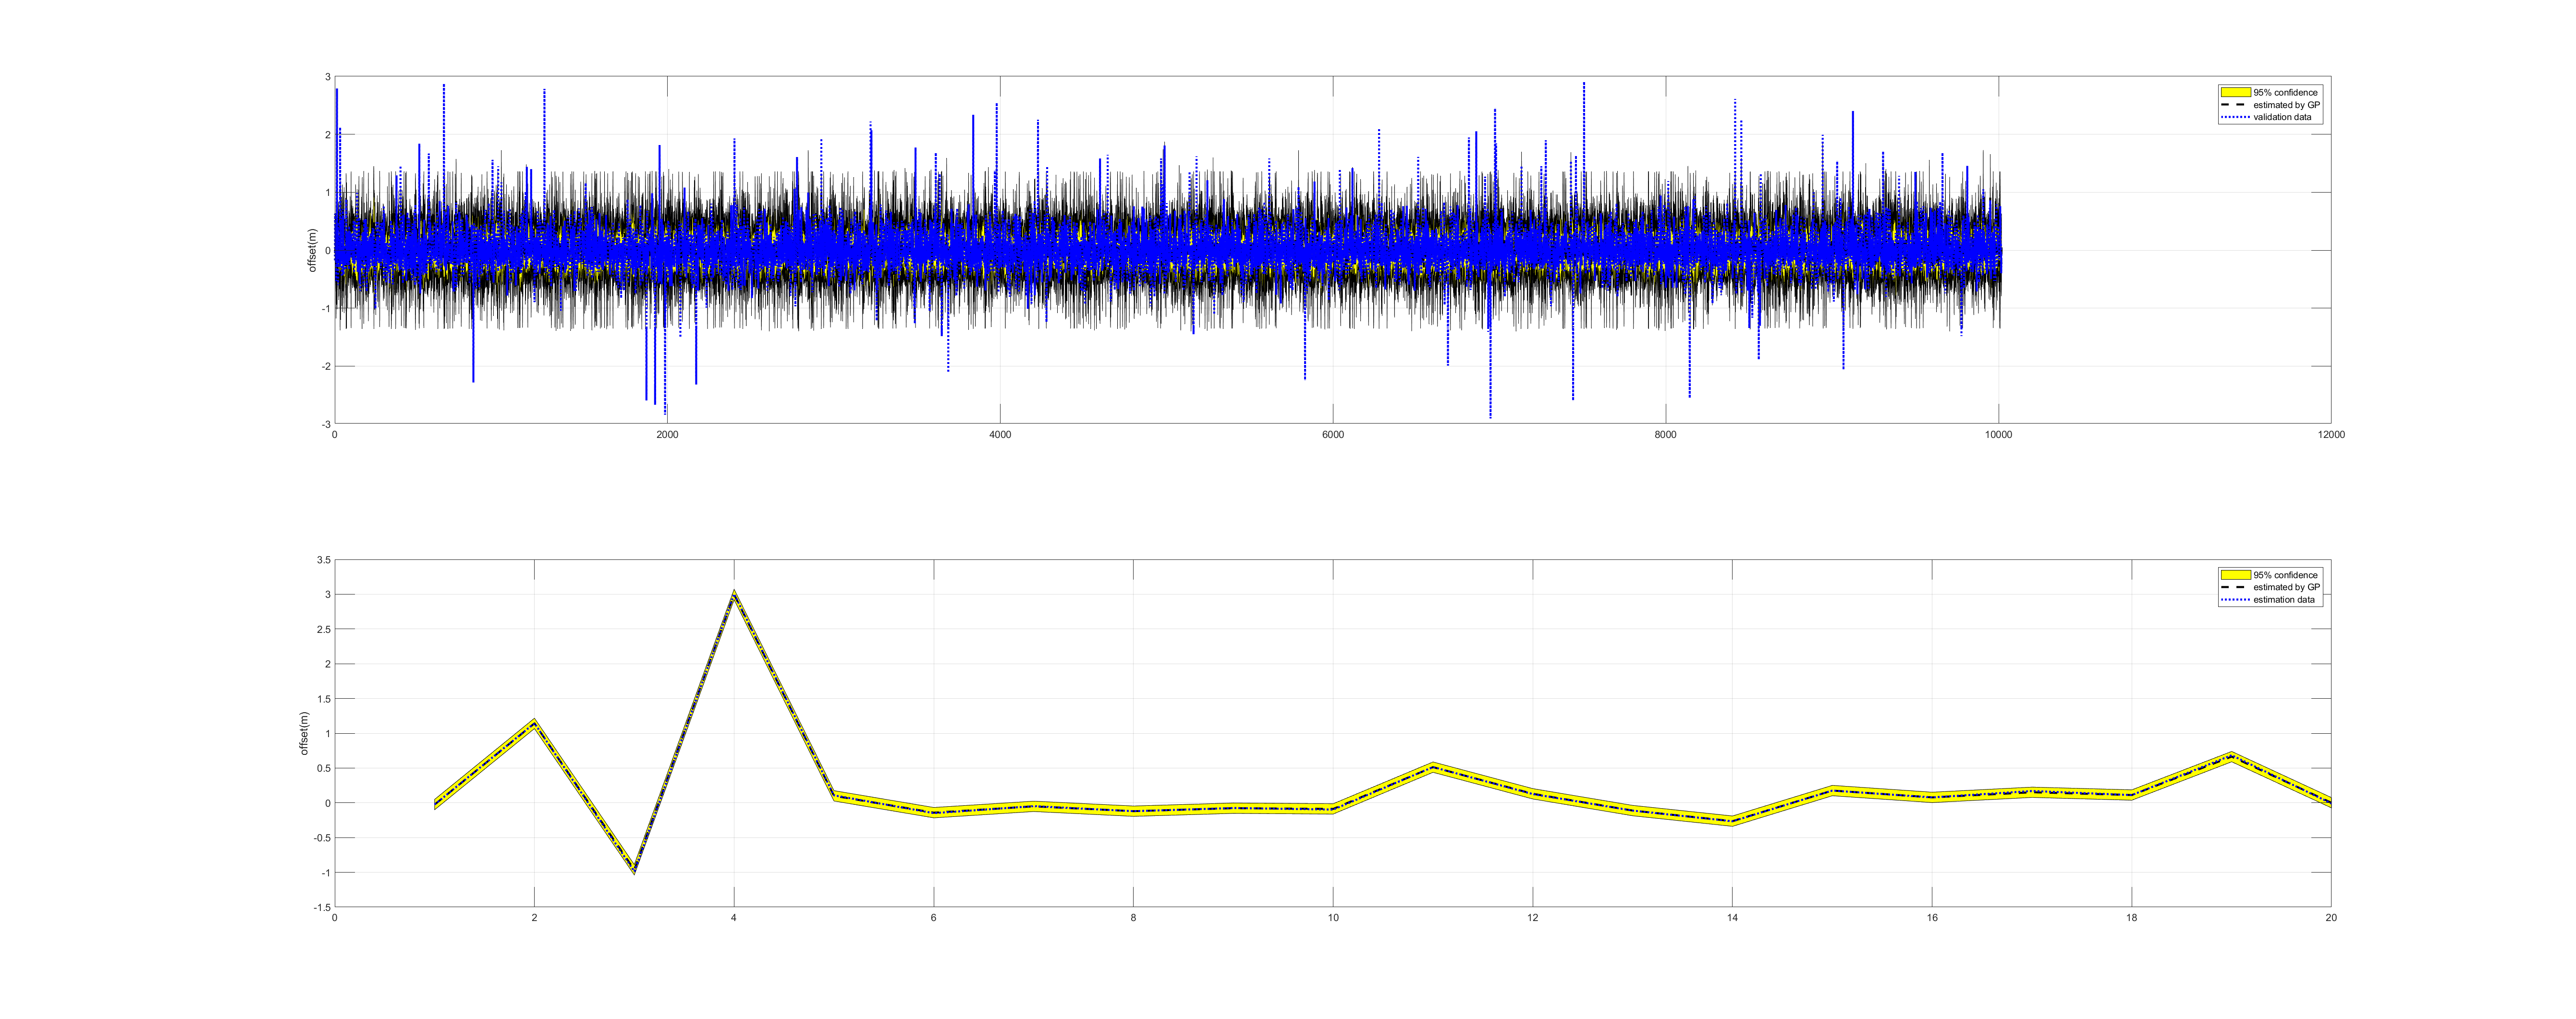 3
2
1
0
-1
-2
-3
offset(m)
0 2000 4000 6000 8000 10000 12000
95% confidence
estimated by GP
validation data
3.5
3
2.5
2
1.5
1
0.5
0
-0.5
-1
-1.5
offset(m)
0 2 4 6 8 10 12 14 16 18 20
95% confidence
estimated by GP
estimation data